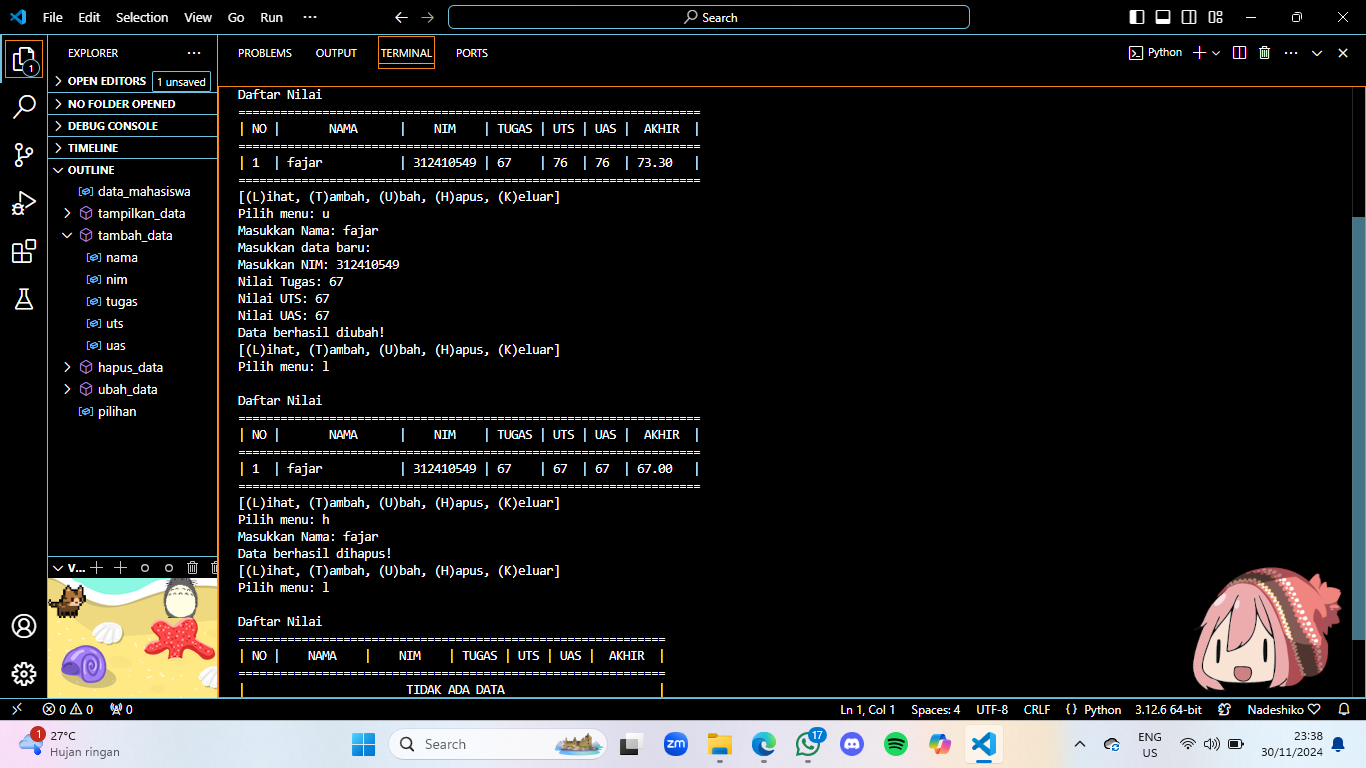 File Edit Selection View Go Run ··· Search
EXPLORER ··· PROBLEMS OUTPUT TERMINAL PORTS Python
1
OPEN EDITORS 1 unsaved
NO FOLDER OPENED
DEBUG CONSOLE
TIMELINE
OUTLINE
data_mahasiswa
tampilkan_data
tambah_data
nama
nim
tugas
uts
uas
hapus_data
ubah_data
pilihan
V...
Daftar Nilai
==================================================================
| NO | NAMA | NIM | TUGAS | UTS | UAS | AKHIR |
==================================================================
| 1 | fajar | 312410549 | 67 | 76 | 76 | 73.30 |
==================================================================
[(L)ihat, (T)ambah, (U)bah, (H)apus, (K)eluar]
Pilih menu: u
Masukkan Nama: fajar
Masukkan data baru:
Masukkan NIM: 312410549
Nilai Tugas: 67
Nilai UTS: 67
Nilai UAS: 67
Data berhasil diubah!
[(L)ihat, (T)ambah, (U)bah, (H)apus, (K)eluar]
Pilih menu: l
Daftar Nilai
==================================================================
| NO | NAMA | NIM | TUGAS | UTS | UAS | AKHIR |
==================================================================
| 1 | fajar | 312410549 | 67 | 67 | 67 | 67.00 |
==================================================================
[(L)ihat, (T)ambah, (U)bah, (H)apus, (K)eluar]
Pilih menu: h
Masukkan Nama: fajar
Data berhasil dihapus!
[(L)ihat, (T)ambah, (U)bah, (H)apus, (K)eluar]
Pilih menu: l
Daftar Nilai
=============================================================
| NO | NAMA | NIM | TUGAS | UTS | UAS | AKHIR |
=============================================================
| TIDAK ADA DATA |
0 0 0 Ln 1, Col 1 Spaces: 4 UTF-8 CRLF { } Python 3.12.6 64-bit Nadeshiko ♡
1 27°C
Hujan ringan
Search
zm
17
ENG
US
23:38
30/11/2024